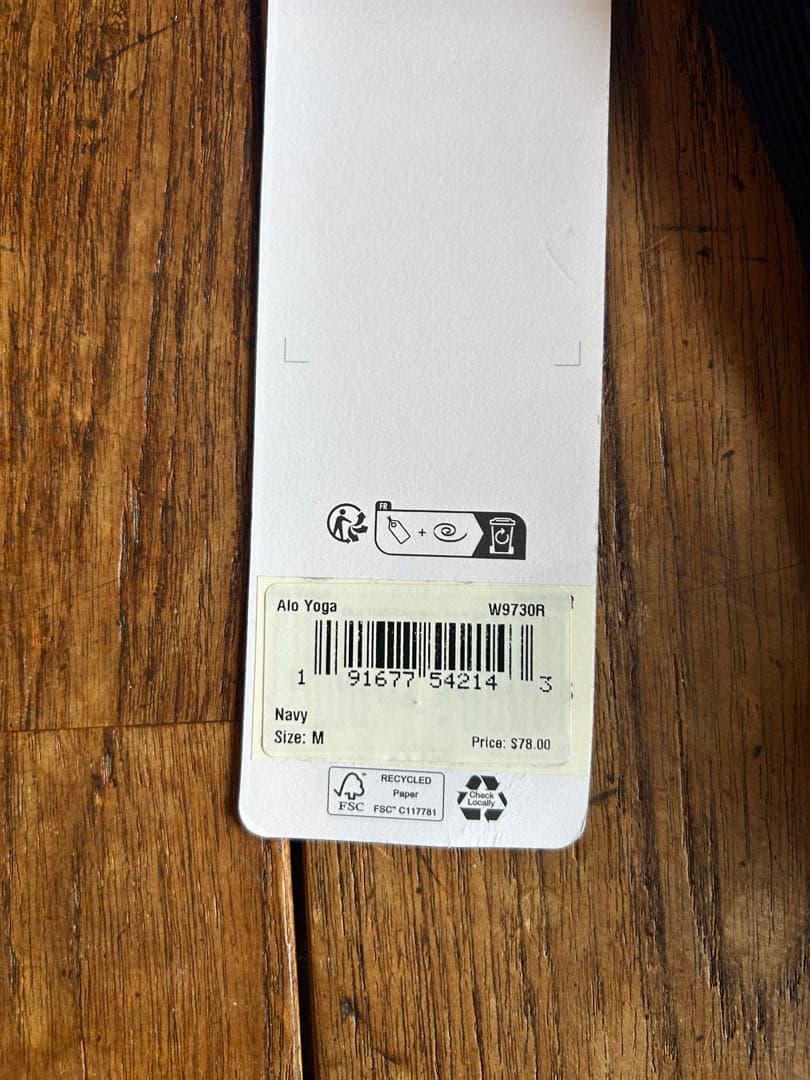 FR
+
Alo Yoga W9730R
1 91677 54214 3
Navy
Size: M Price: $78.00
FSC™
RECYCLED
Paper
FSC™ C117781
Check
Locally